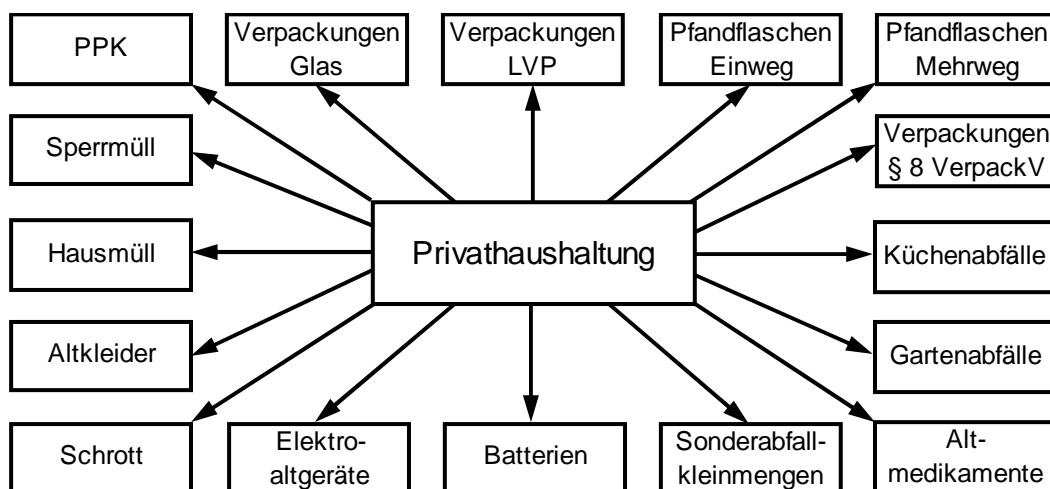 PPK
Verpackungen
Glas
Verpackungen
LVP
Pfandflaschen
Einweg
Pfandflaschen
Mehrweg
Sperrmüll
Verpackungen
§ 8 VerpackV
Hausmüll
Privathaushaltung
Küchenabfälle
Altkleider
Gartenabfälle
Schrott
Elektro-
altgeräte
Batterien
Sonderabfall-
kleinmengen
Alt-
medikamente